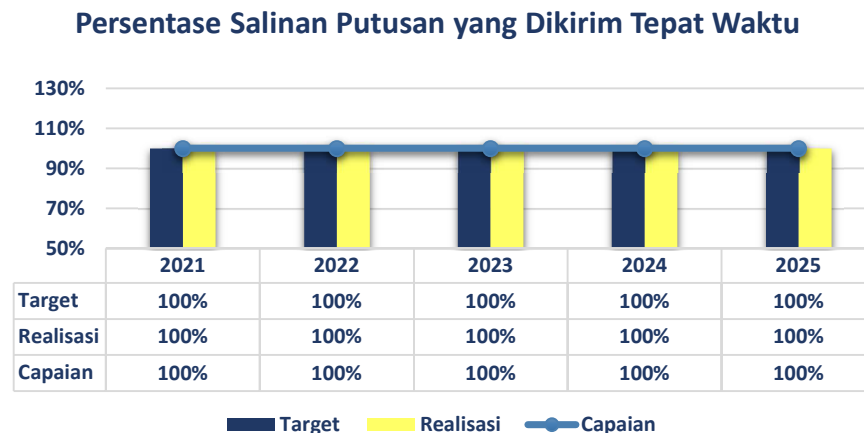 Persentase Salinan Putusan yang Dikirim Tepat Waktu
130%
110%
90%
70%
50%
2021 2022 2023 2024 2025
Target 100% 100% 100% 100% 100%
Realisasi 100% 100% 100% 100% 100%
Capaian 100% 100% 100% 100% 100%
Target Realisasi Capaian